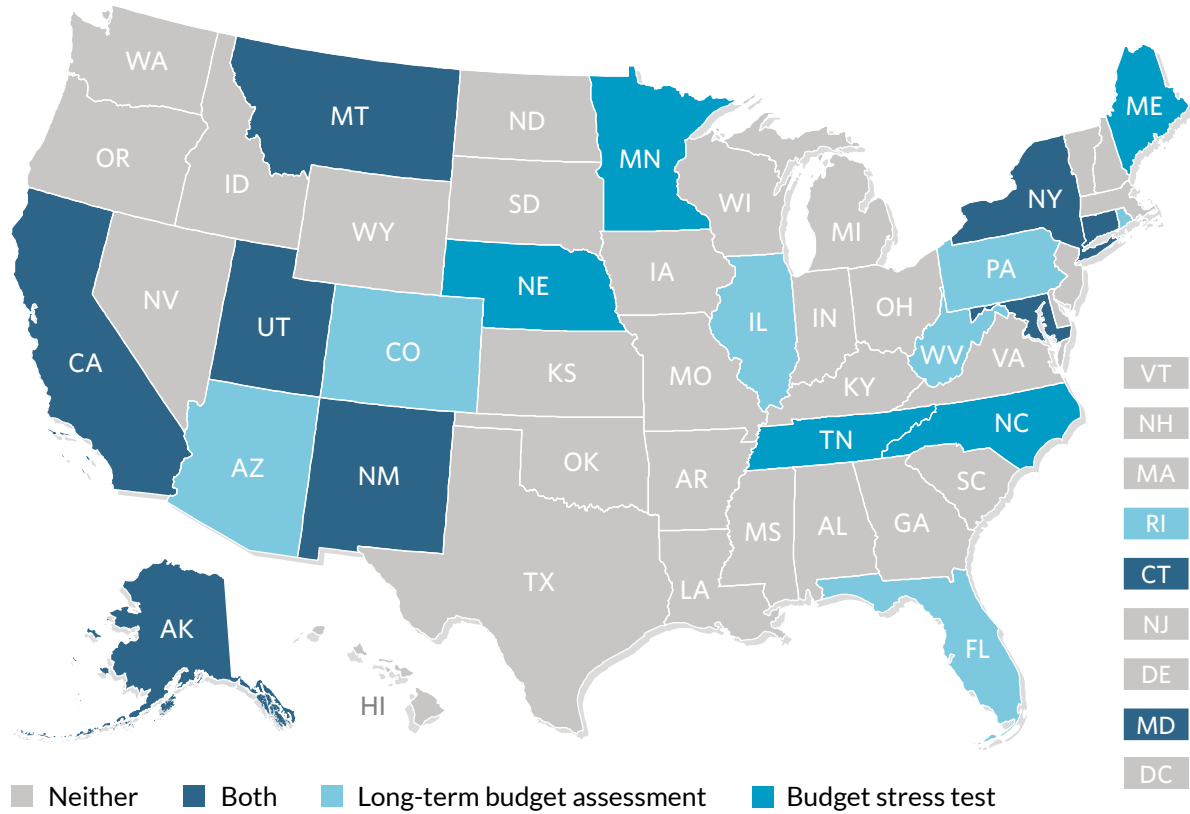 WA
MT
ND
MN
ME
OR
ID
SD
WI
NY
WY
MI
IA
PA
NE
NV
IL
IN
OH
UT
CO
WV
VA
CA
KS
MO
KY
VT
NC
NH
TN
AZ
NM
OK
AR
SC
MA
MS
AL
GA
RI
TX
LA
CT
AK
NJ
FL
DE
HI
MD
DC
Neither Both Long-term budget assessment Budget stress test